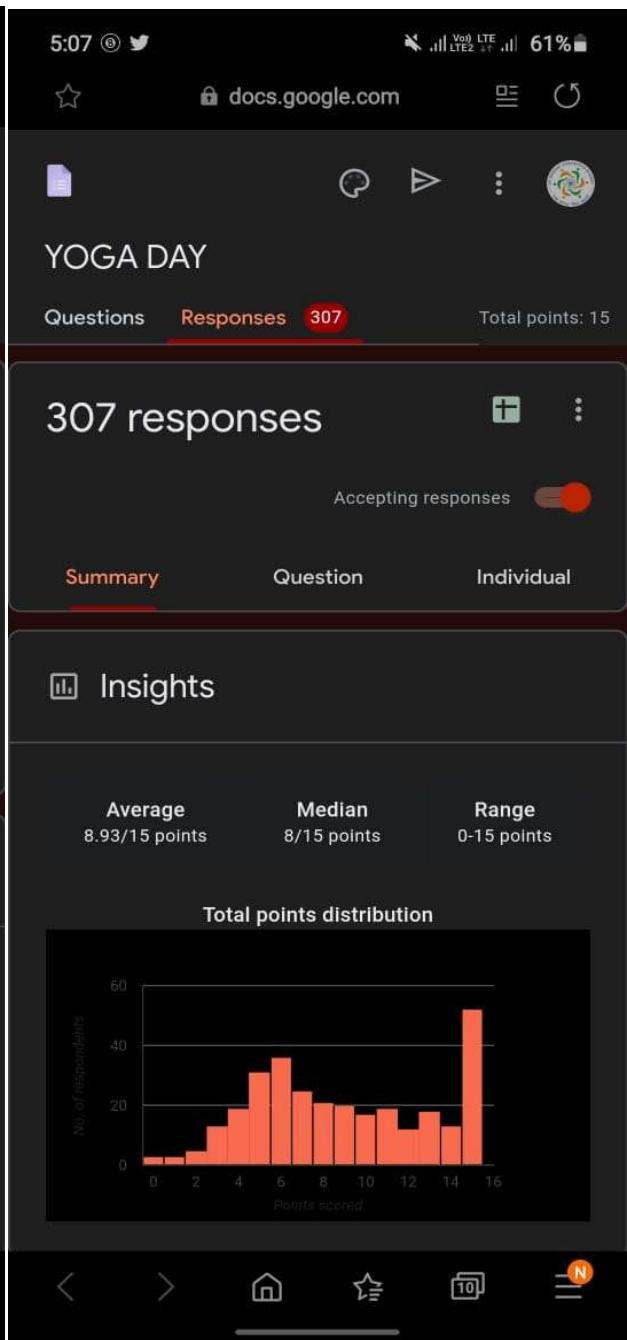 5:07
Vo) LTE
LTE2
61%
docs.google.com
YOGA DAY
Questions Responses 307 Total points: 15
307 responses
Accepting responses
Summary Question Individual
Insights
Average Median Range
8.93/15 points 8/15 points 0-15 points
Total points distribution
60
40
20
0
No. of respondents
0 2 4 6 8 10 12 14 16
Points scored
10
N